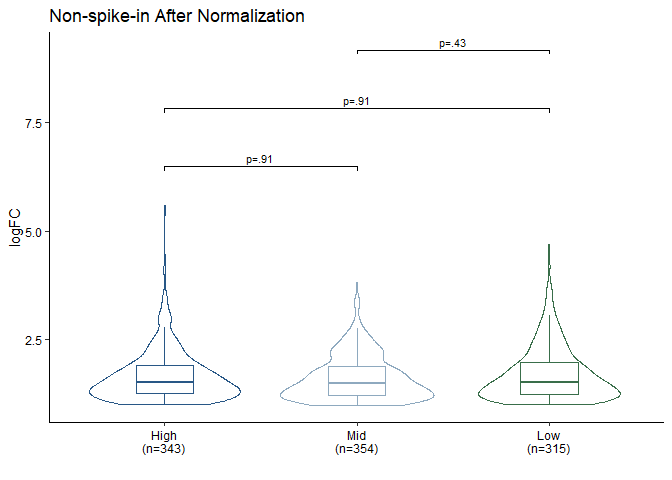 Non-spike-in After Normalization
p=.43
p=.91
p=.91
logFC
7.5
5.0
2.5
High
(n=343)
Mid
(n=354)
Low
(n=315)